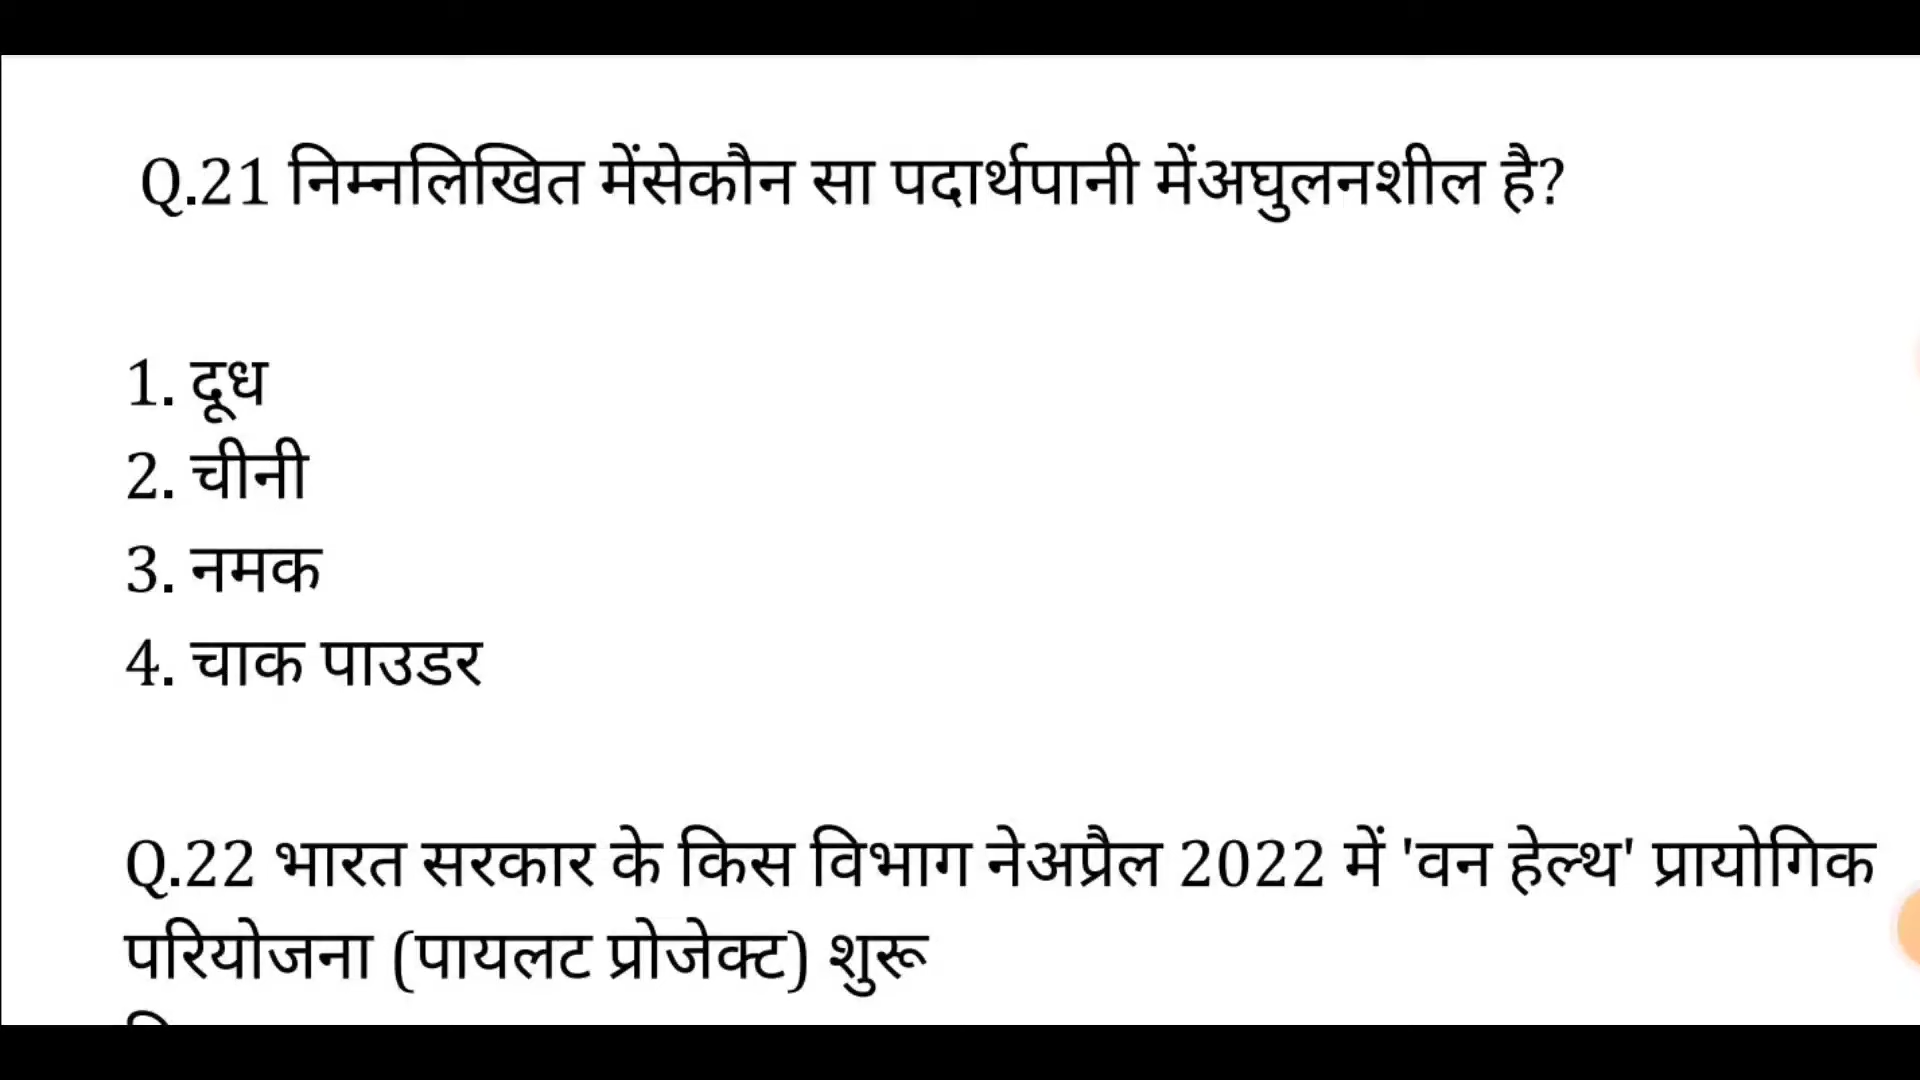 Q.21 निम्नलिखित मेंसेकौन सा पदार्थपानी मेंअघुलनशील है?
1. दूध
2. चीनी
3. नमक
4. चाक पाउडर
Q.22 भारत सरकार के किस विभाग नेअप्रैल 2022 में 'वन हेल्थ' प्रायोगिक
परियोजना (पायलट प्रोजेक्ट) शुरू